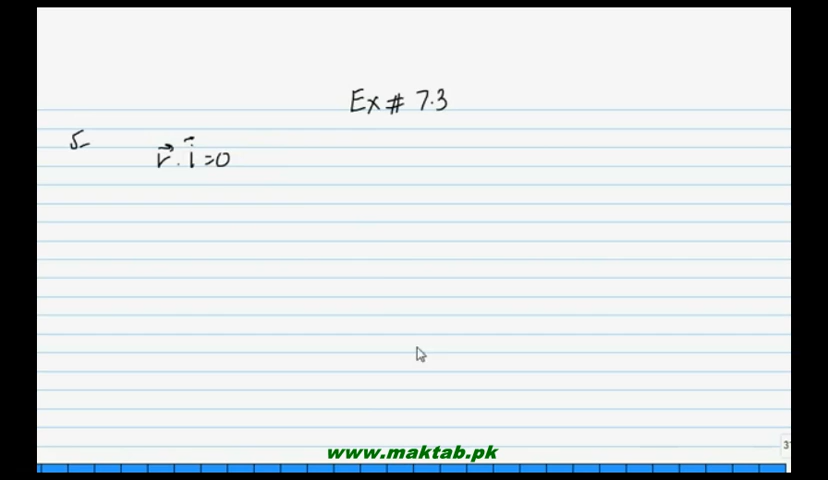 Ex# 7.3
5-
r⃗ . î = 0
www.maktab.pk